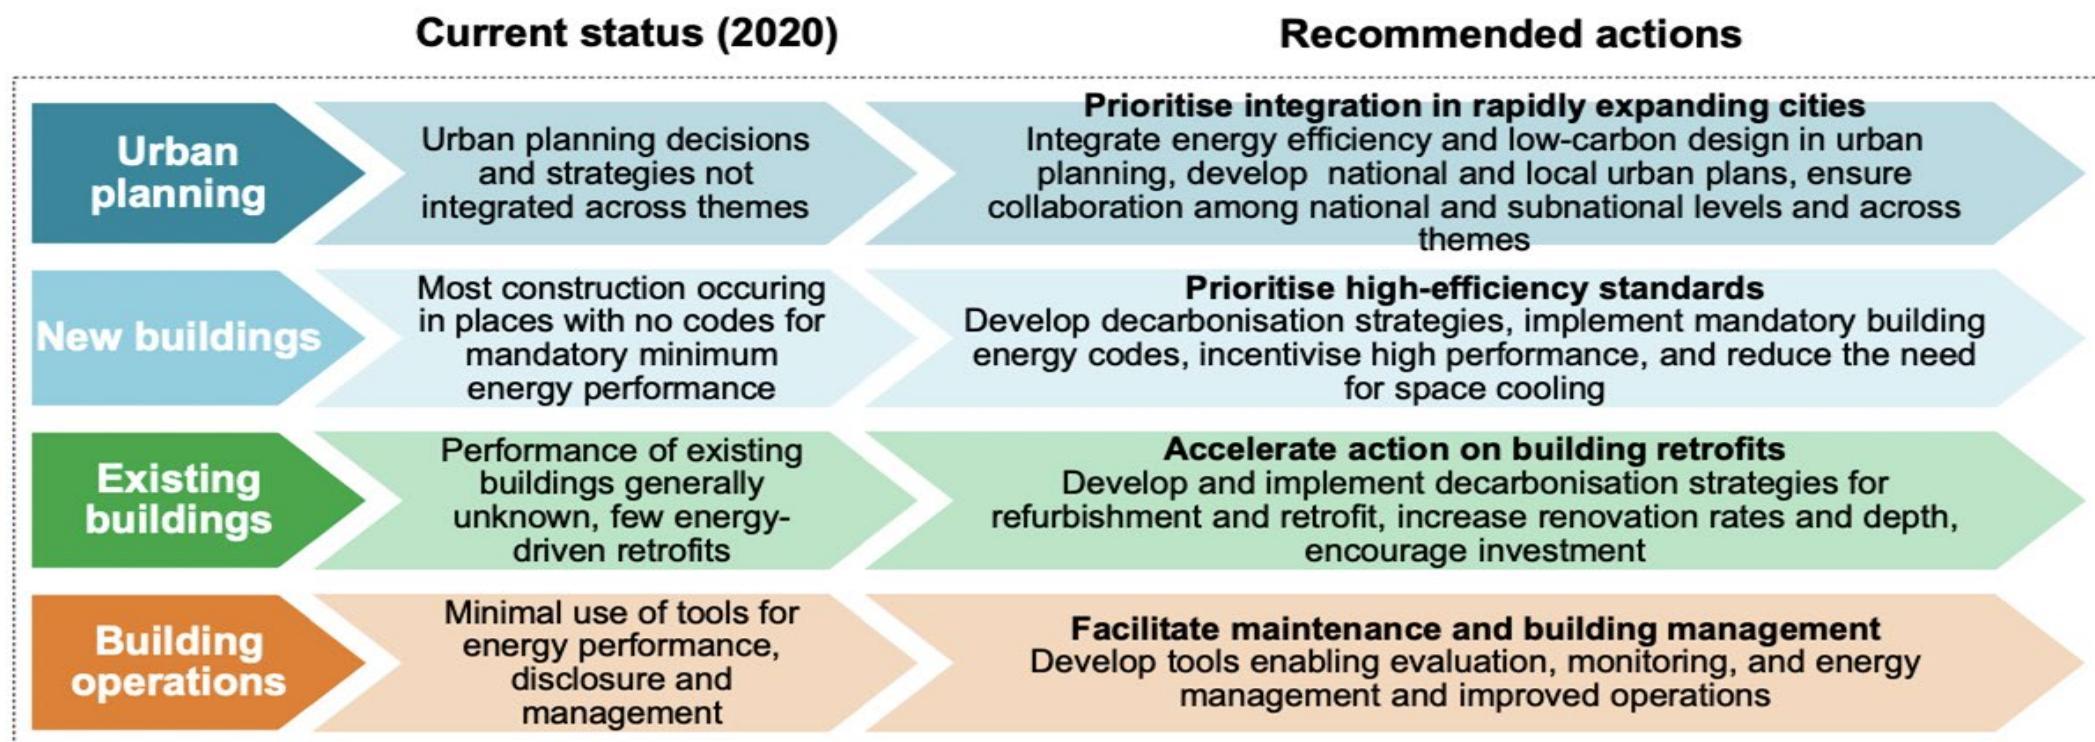 Current status (2020)
Recommended actions
Urban
planning
Urban planning decisions
and strategies not
integrated across themes
Prioritise integration in rapidly expanding cities
Integrate energy efficiency and low-carbon design in urban
planning, develop  national and local urban plans, ensure
collaboration among national and subnational levels and across
themes
New buildings
Most construction occuring
in places with no codes for
mandatory minimum
energy performance
Prioritise high-efficiency standards
Develop decarbonisation strategies, implement mandatory building
energy codes, incentivise high performance, and reduce the need
for space cooling
Existing
buildings
Performance of existing
buildings generally
unknown, few energy-
driven retrofits
Accelerate action on building retrofits
Develop and implement decarbonisation strategies for
refurbishment and retrofit, increase renovation rates and depth,
encourage investment
Building
operations
Minimal use of tools for
energy performance,
disclosure and
management
Facilitate maintenance and building management
Develop tools enabling evaluation, monitoring, and energy
management and improved operations